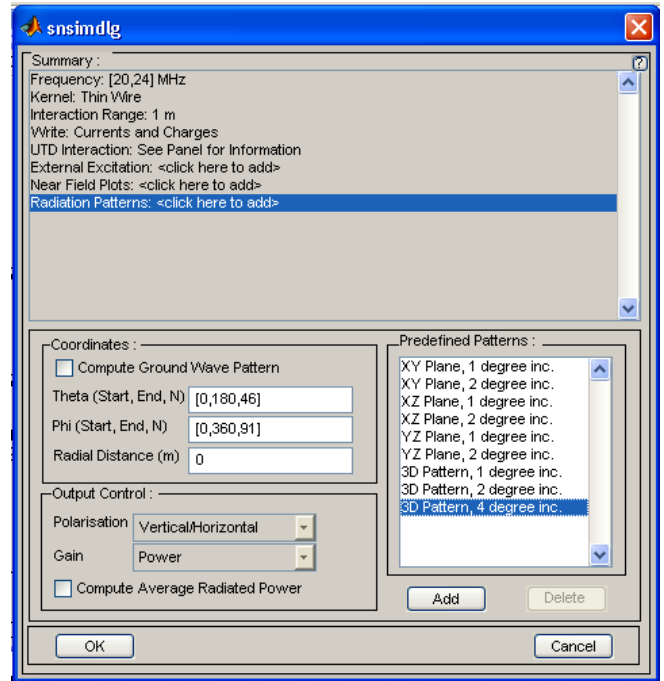 snsimdlg
Summary :
?
Frequency: [20,24] MHz
Kernel: Thin Wire
Interaction Range: 1 m
Write: Currents and Charges
UTD Interaction: See Panel for Information
External Excitation: <click here to add>
Near Field Plots: <click here to add>
Radiation Patterns: <click here to add>
Coordinates :
Compute Ground Wave Pattern
Theta (Start, End, N) [0,180,46]
Phi (Start, End, N) [0,360,91]
Radial Distance (m) 0
Output Control :
Polarisation Vertical/Horizontal
Gain Power
Compute Average Radiated Power
Predefined Patterns :
XY Plane, 1 degree inc.
XY Plane, 2 degree inc.
XZ Plane, 1 degree inc.
XZ Plane, 2 degree inc.
YZ Plane, 1 degree inc.
YZ Plane, 2 degree inc.
3D Pattern, 1 degree inc.
3D Pattern, 2 degree inc.
3D Pattern, 4 degree inc.
Add Delete
OK Cancel